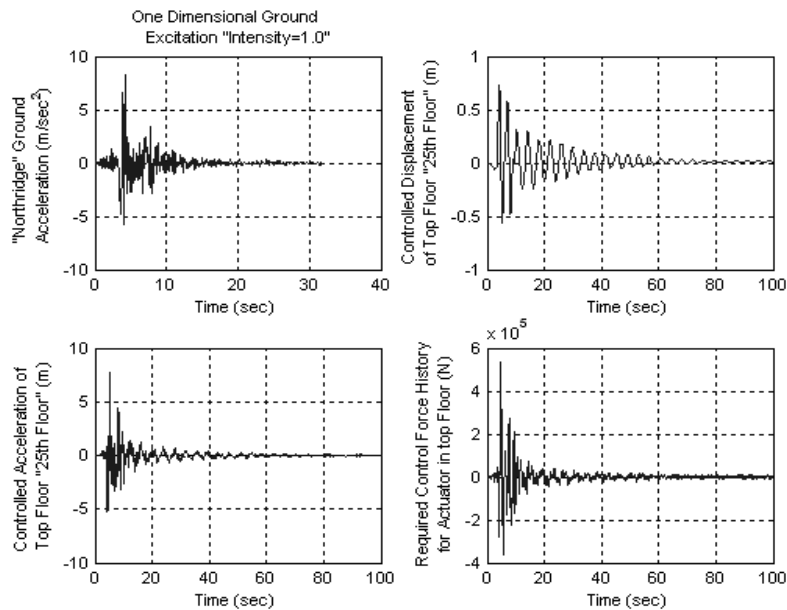 One Dimensional Ground
Excitation "Intensity=1.0"
"Northridge" Ground
Acceleration (m/sec²)
10
5
0
-5
-10
0
10
20
30
40
Time (sec)
Controlled Displacement
of Top Floor "25th Floor" (m)
1
0.5
0
-0.5
-1
0
20
40
60
80
100
Time (sec)
Controlled Acceleration of
Top Floor "25th Floor" (m)
10
5
0
-5
-10
0
20
40
60
80
100
Time (sec)
Required Control Force History
for Actuator in top Floor (N)
x 10⁵
6
4
2
0
-2
-4
0
20
40
60
80
100
Time (sec)